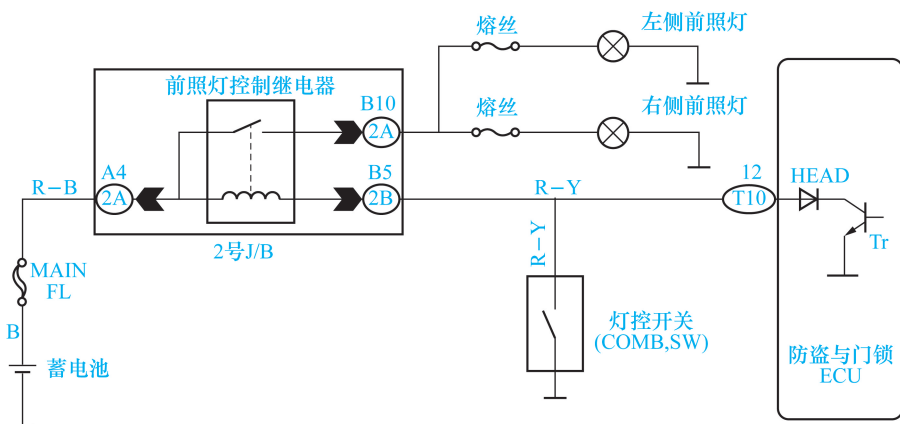 熔丝
左侧前照灯
前照灯控制继电器
B10
2A
熔丝
右侧前照灯
A4
2A
R-B
B5
2B
R-Y
12
T10
HEAD
Tr
2号J/B
R-Y
MAIN
FL
B
蓄电池
灯控开关
(COMB,SW)
防盗与门锁
ECU